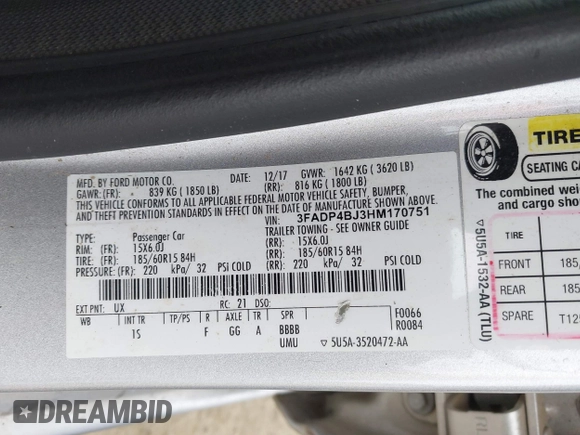 MFD. BY FORD MOTOR CO.
12/17 GVWR: 1642 KG ( 3620 LB)
GAWR: (FR): 839 KG ( 1850 LB) (RR): 816 KG ( 1800 LB)
THIS VEHICLE CONFORMS TO ALL APPLICABLE FEDERAL MOTOR VEHICLE SAFETY, BUMPER,
AND THEFT PREVENTION STANDARDS IN EFFECT ON THE DATE OF MANUFACTURE SHOWN ABOVE.
VIN: 3FADP4BJ3HM170751
TYPE: Passenger Car TRAILER TOWING - SEE OWNER GUIDE
RIM: (FR): 15X6.0J (RR): 15X6.0J
TIRE: (FR): 185/60R15 84H (RR): 185/60R15 84H
PRESSURE: (FR): 220 kPa/ 32 PSI COLD (RR): 220 kPa/ 32 PSI COLD
EXT PNT: UX RC: 21 DSO:
WB INT TR TP/PS R AXLE TR SPR F0066
1S F GG A BBBB R0084
UMU ▽5U5A-3520472-AA
▽5U5A-1532-AA (TLU)
TIRE
SEATING CA
The combined weig
and cargo shou
TIRE
FRONT 185/
REAR 185
SPARE T125
DREAMBID